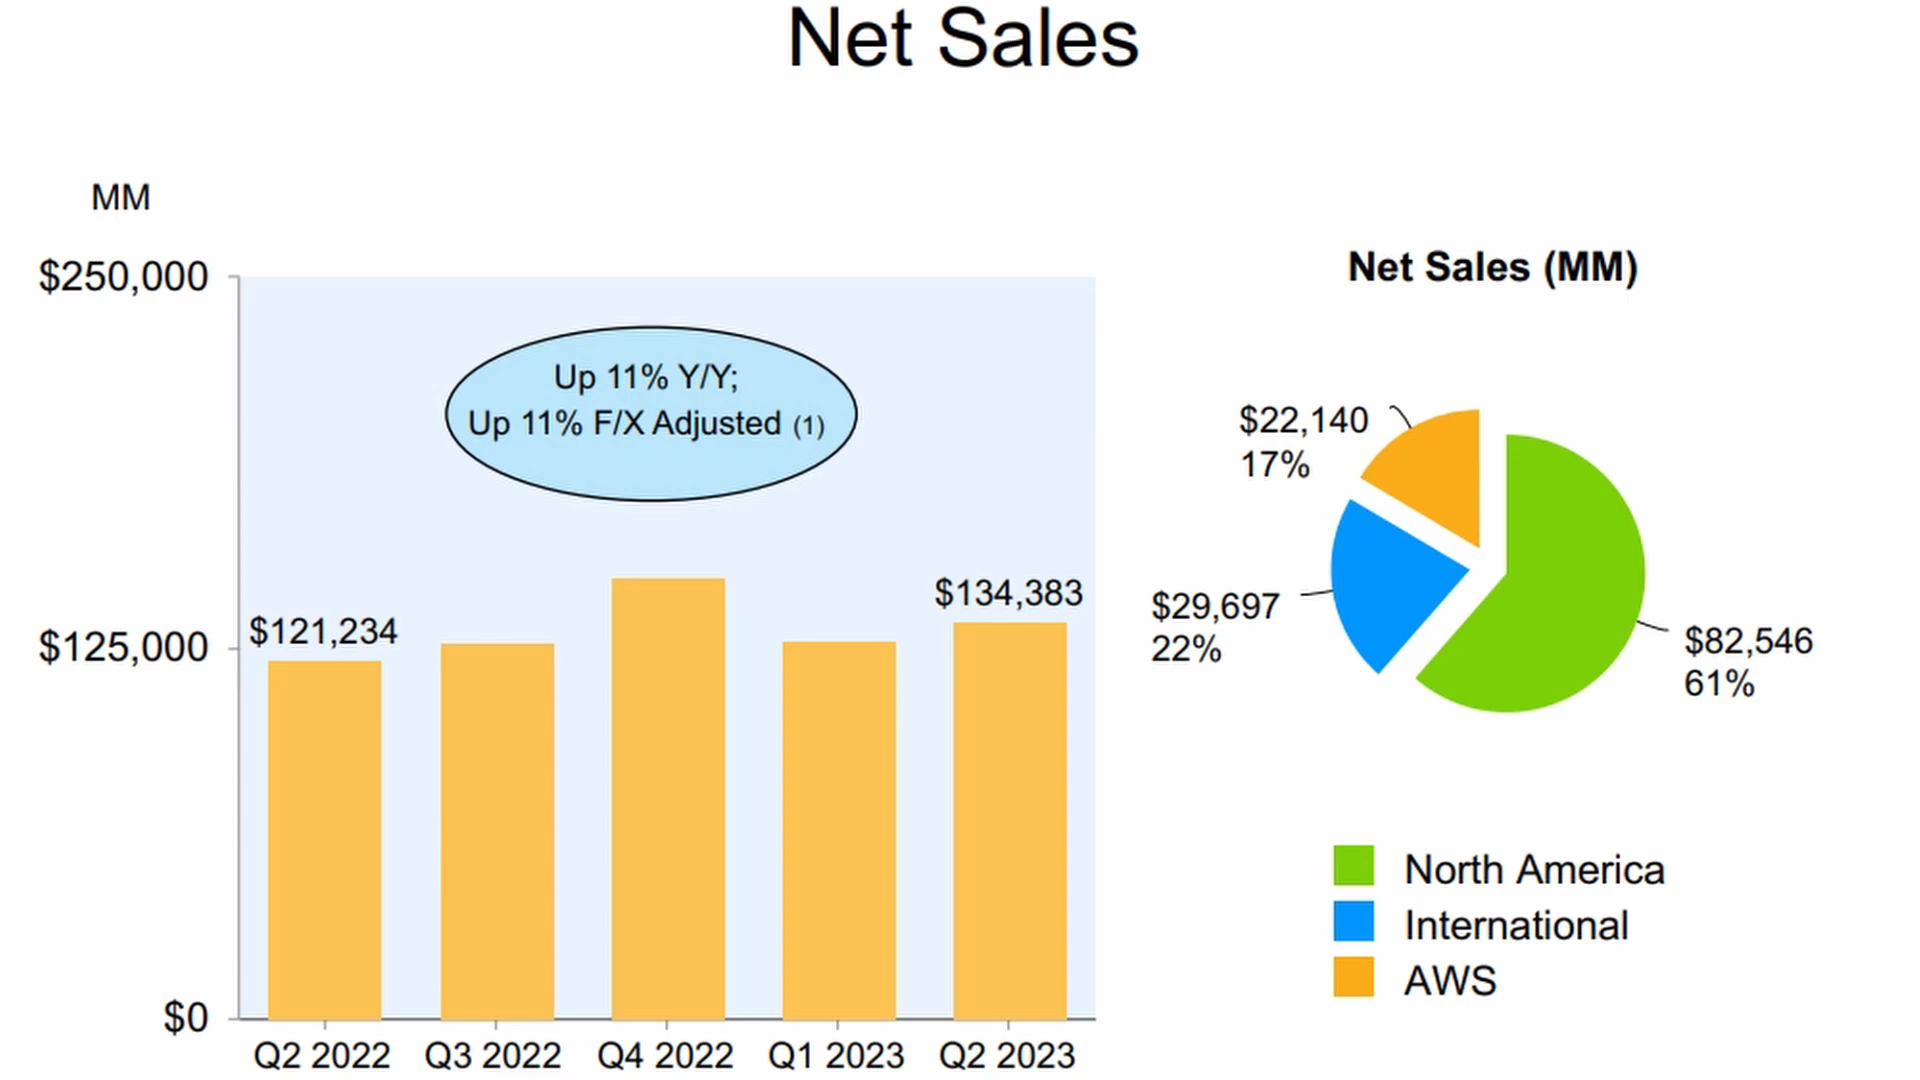 Net Sales
MM
$250,000
$125,000
$0
Up 11% Y/Y;
Up 11% F/X Adjusted (1)
$121,234
$134,383
Q2 2022
Q3 2022
Q4 2022
Q1 2023
Q2 2023
Net Sales (MM)
$22,140
17%
$29,697
22%
$82,546
61%
North America
International
AWS